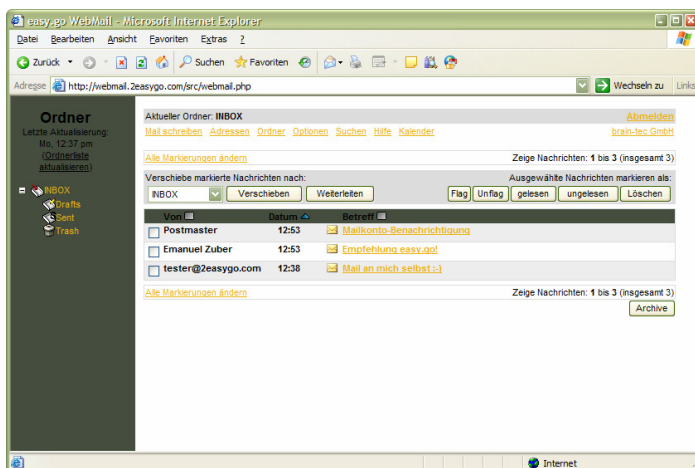 easy.go WebMail - Microsoft Internet Explorer
Datei Bearbeiten Ansicht Favoriten Extras ?
Zurück Suchen Favoriten
Adresse http://webmail.2easygo.com/src/webmail.php Wechseln zu Links
Ordner
Letzte Aktualisierung:
Mo, 12:37 pm
(Ordnerliste
aktualisieren)
INBOX
Drafts
Sent
Trash
Aktueller Ordner: INBOX Abmelden
Mail schreiben Adressen Ordner Optionen Suchen Hilfe Kalender brain-tec GmbH
Alle Markierungen ändern Zeige Nachrichten: 1 bis 3 (insgesamt 3)
Verschiebe markierte Nachrichten nach: Ausgewählte Nachrichten markieren als:
INBOX Verschieben Weiterleiten Flag Unflag gelesen ungelesen Löschen
Von Datum Betreff
Postmaster 12:53 Mailkonto-Benachrichtigung
Emanuel Zuber 12:53 Empfehlung easy.go!
tester@2easygo.com 12:38 Mail an mich selbst :-)
Alle Markierungen ändern Zeige Nachrichten: 1 bis 3 (insgesamt 3)
Archive
Internet